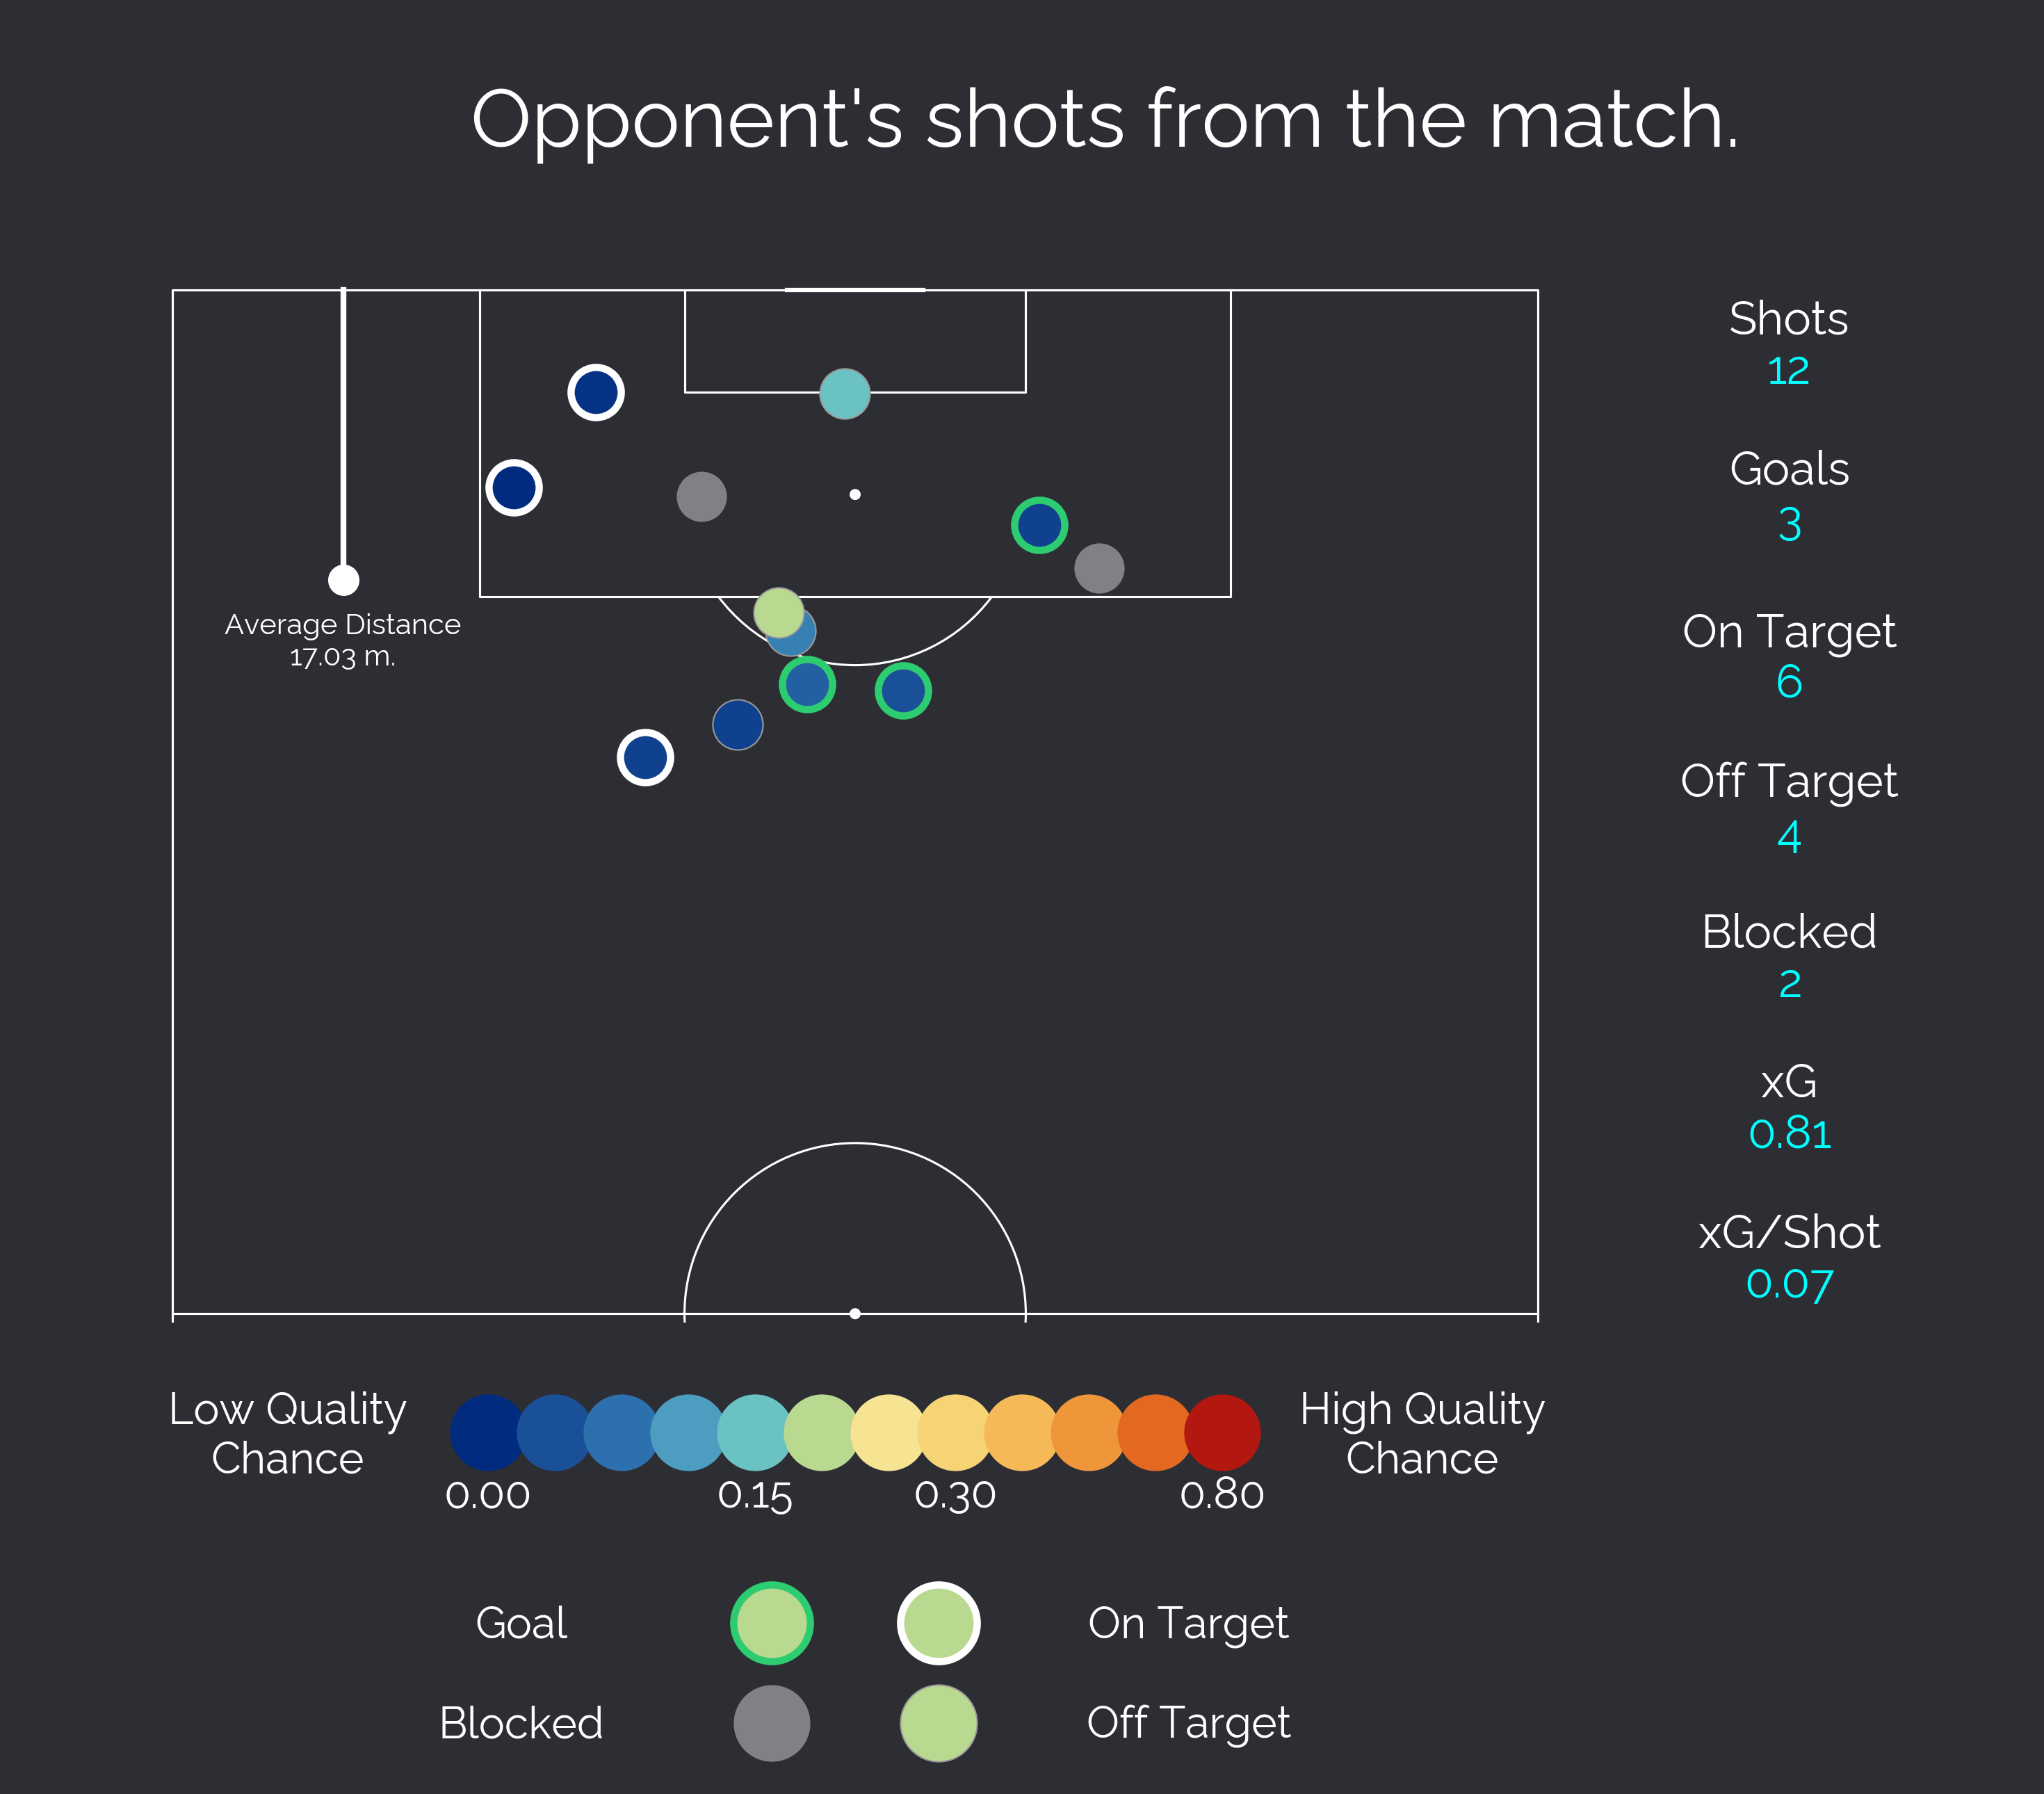 Opponent's shots from the match.
Average Distance
17.03 m.
Shots
12
Goals
3
On Target
6
Off Target
4
Blocked
2
xG
0.81
xG/Shot
0.07
Low Quality
Chance
0.00
0.15
0.30
0.80
High Quality
Chance
Goal
On Target
Blocked
Off Target